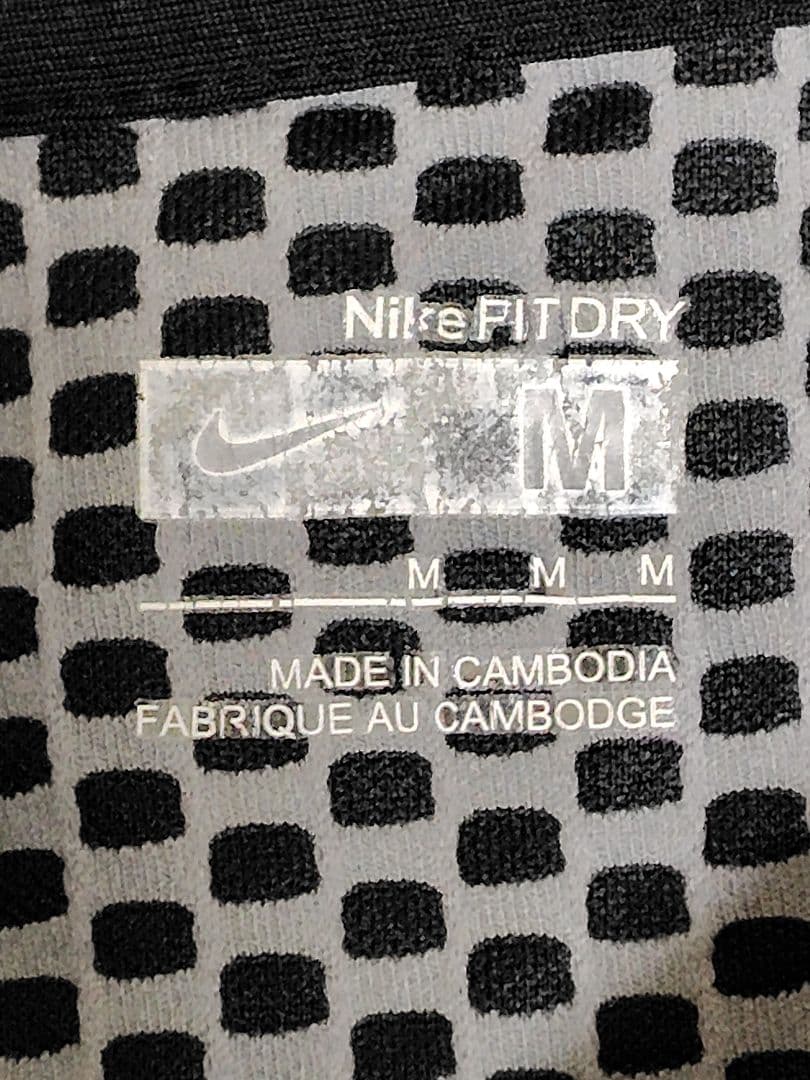 Nike FIT DRY
M
M M M
MADE IN CAMBODIA
FABRIQUE AU CAMBODGE